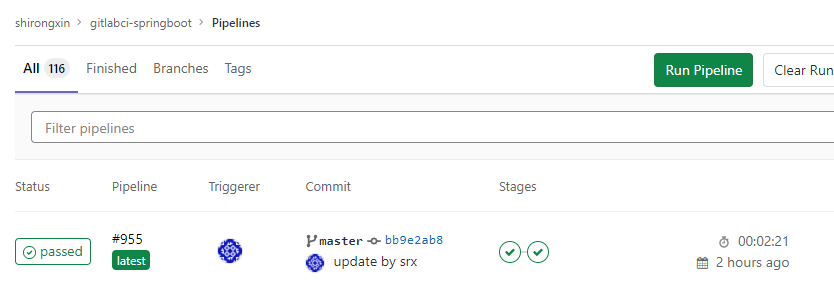 shirongxin > gitlabci-springboot > Pipelines
All 116 Finished Branches Tags Run Pipeline Clear Run
Filter pipelines
Status Pipeline Triggerer Commit Stages
passed #955 latest master bb9e2ab8 00:02:21
update by srx 2 hours ago